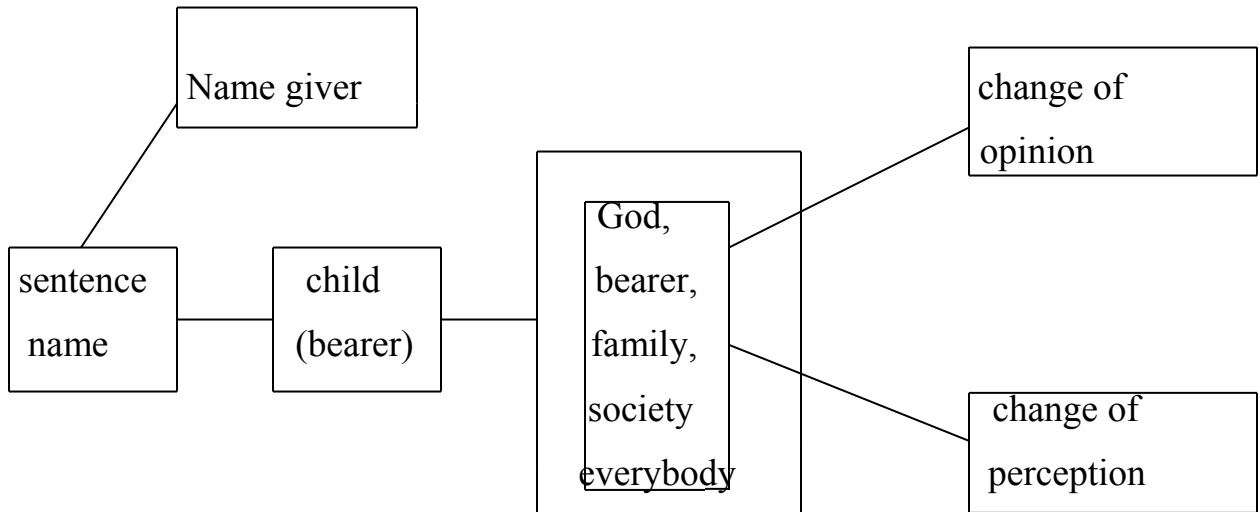 Name giver
sentence
name
child
(bearer)
God,
bearer,
family,
society
everybody
change of
opinion
change of
perception